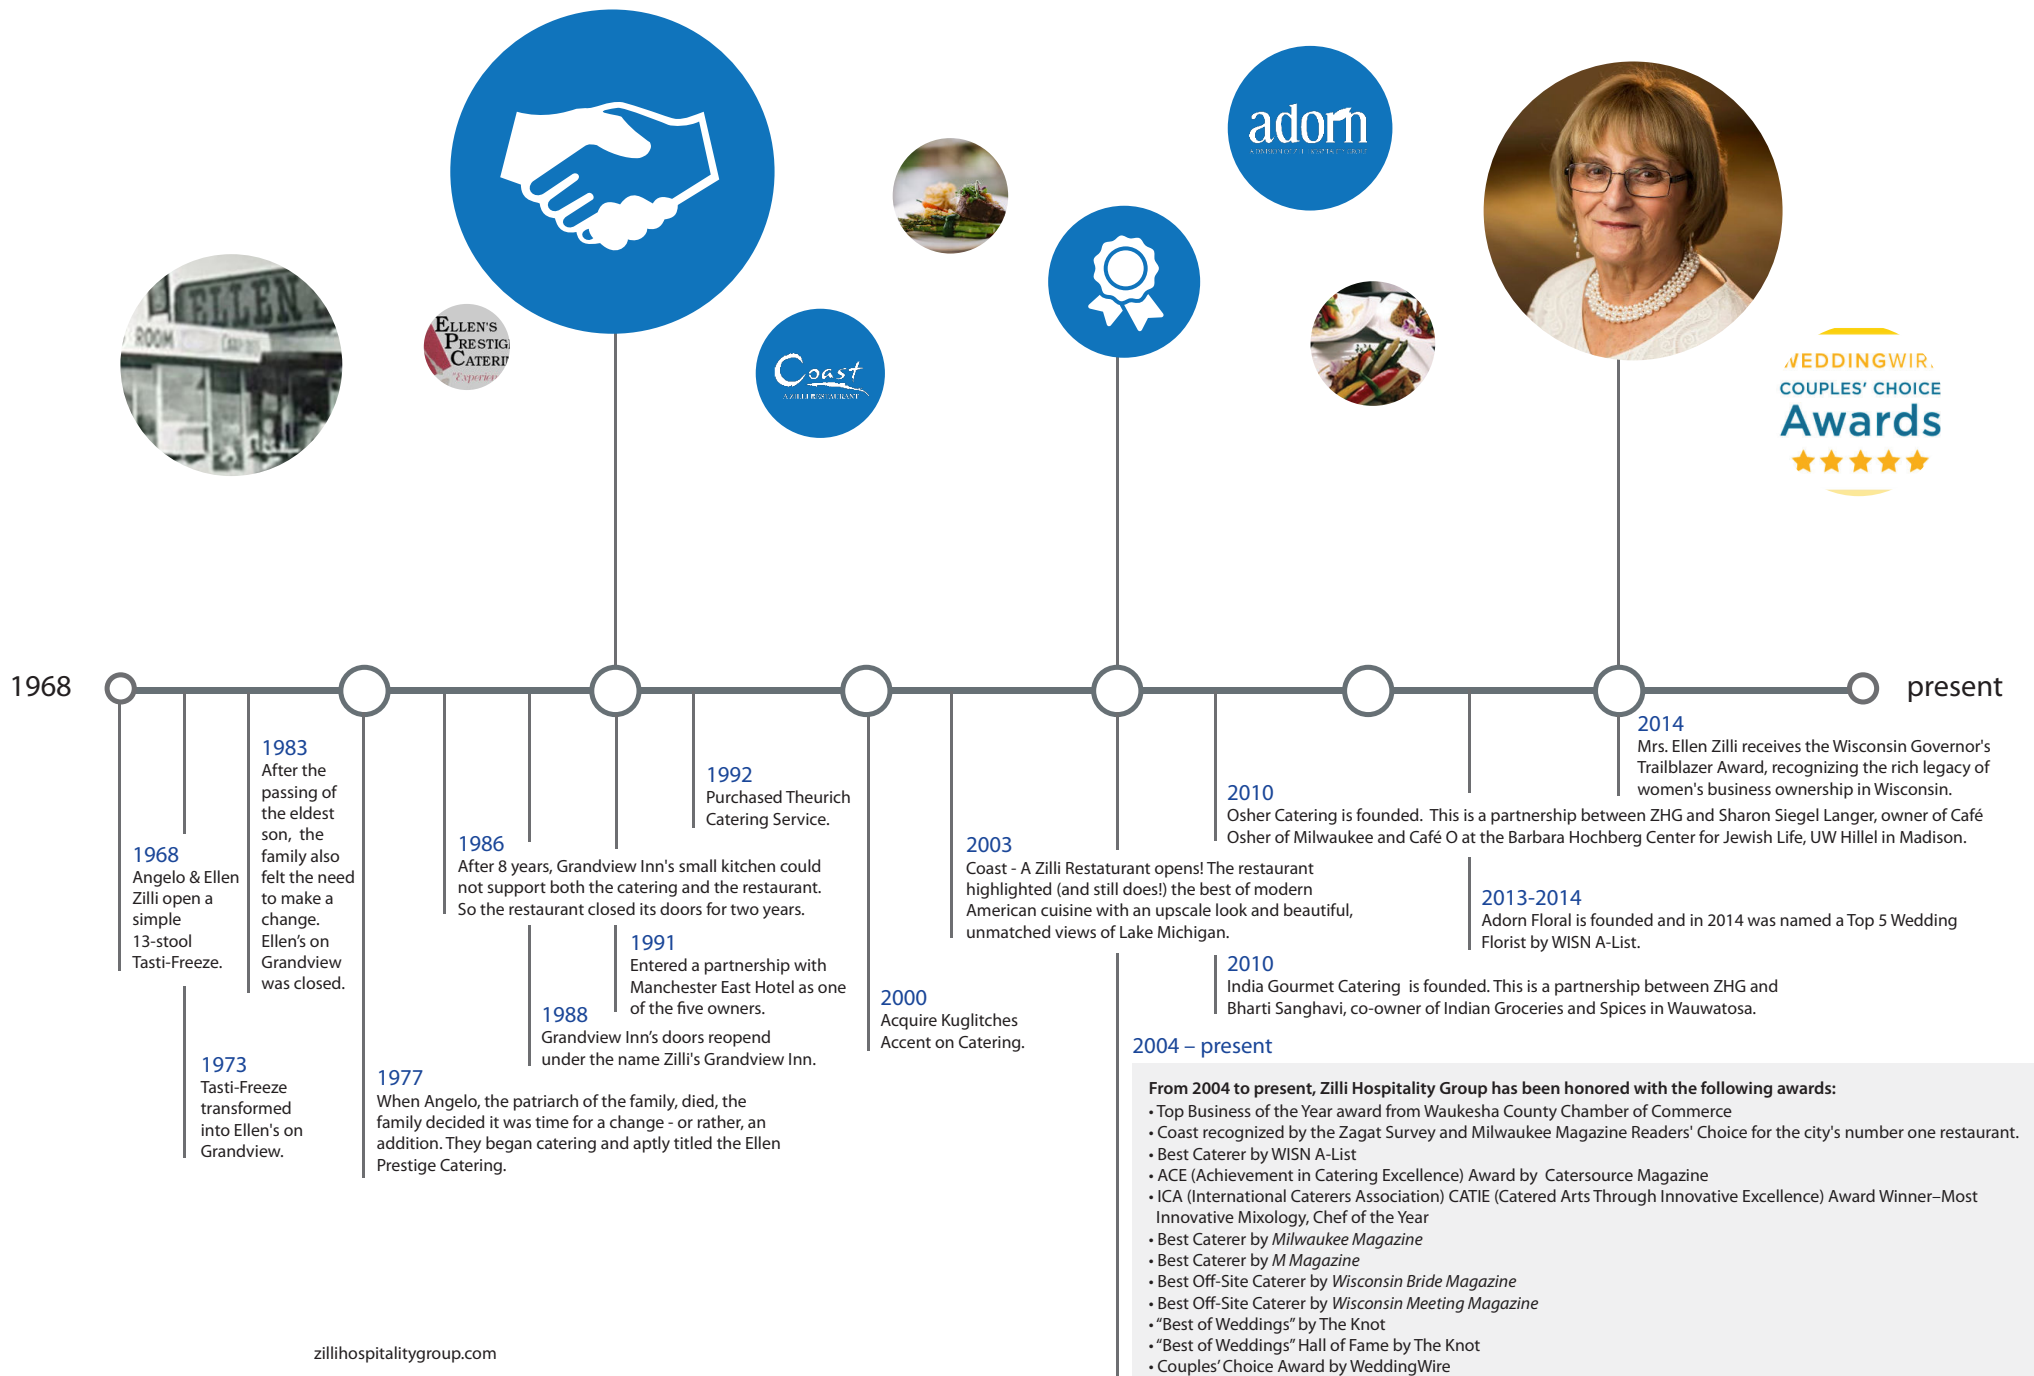 ELLEN
ROOM
ELLEN'S
PRESTIG
CATERI
"Experien
Coast
A ZILLI RESTAURANT
adorn
A DIVISION OF ZILLI HOSPITALITY GROUP
WEDDINGWIR
COUPLES' CHOICE
Awards
1968
present
1968
Angelo & Ellen
Zilli open a
simple
13-stool
Tasti-Freeze.
1973
Tasti-Freeze
transformed
into Ellen's on
Grandview.
1983
After the
passing of
the eldest
son, the
family also
felt the need
to make a
change.
Ellen's on
Grandview
was closed.
1977
When Angelo, the patriarch of the family, died, the
family decided it was time for a change - or rather, an
addition. They began catering and aptly titled the Ellen
Prestige Catering.
1986
After 8 years, Grandview Inn's small kitchen could
not support both the catering and the restaurant.
So the restaurant closed its doors for two years.
1988
Grandview Inn's doors reopend
under the name Zilli's Grandview Inn.
1991
Entered a partnership with
Manchester East Hotel as one
of the five owners.
1992
Purchased Theurich
Catering Service.
2000
Acquire Kuglitches
Accent on Catering.
2003
Coast - A Zilli Restaturant opens! The restaurant
highlighted (and still does!) the best of modern
American cuisine with an upscale look and beautiful,
unmatched views of Lake Michigan.
2010
Osher Catering is founded. This is a partnership between ZHG and Sharon Siegel Langer, owner of Café
Osher of Milwaukee and Café O at the Barbara Hochberg Center for Jewish Life, UW Hillel in Madison.
2010
India Gourmet Catering is founded. This is a partnership between ZHG and
Bharti Sanghavi, co-owner of Indian Groceries and Spices in Wauwatosa.
2013-2014
Adorn Floral is founded and in 2014 was named a Top 5 Wedding
Florist by WISN A-List.
2014
Mrs. Ellen Zilli receives the Wisconsin Governor's
Trailblazer Award, recognizing the rich legacy of
women's business ownership in Wisconsin.
2004 – present
From 2004 to present, Zilli Hospitality Group has been honored with the following awards:
• Top Business of the Year award from Waukesha County Chamber of Commerce
• Coast recognized by the Zagat Survey and Milwaukee Magazine Readers' Choice for the city's number one restaurant.
• Best Caterer by WISN A-List
• ACE (Achievement in Catering Excellence) Award by Catersource Magazine
• ICA (International Caterers Association) CATIE (Catered Arts Through Innovative Excellence) Award Winner–Most
Innovative Mixology, Chef of the Year
• Best Caterer by Milwaukee Magazine
• Best Caterer by M Magazine
• Best Off-Site Caterer by Wisconsin Bride Magazine
• Best Off-Site Caterer by Wisconsin Meeting Magazine
• "Best of Weddings" by The Knot
• "Best of Weddings" Hall of Fame by The Knot
• Couples' Choice Award by WeddingWire
zillihospitalitygroup.com